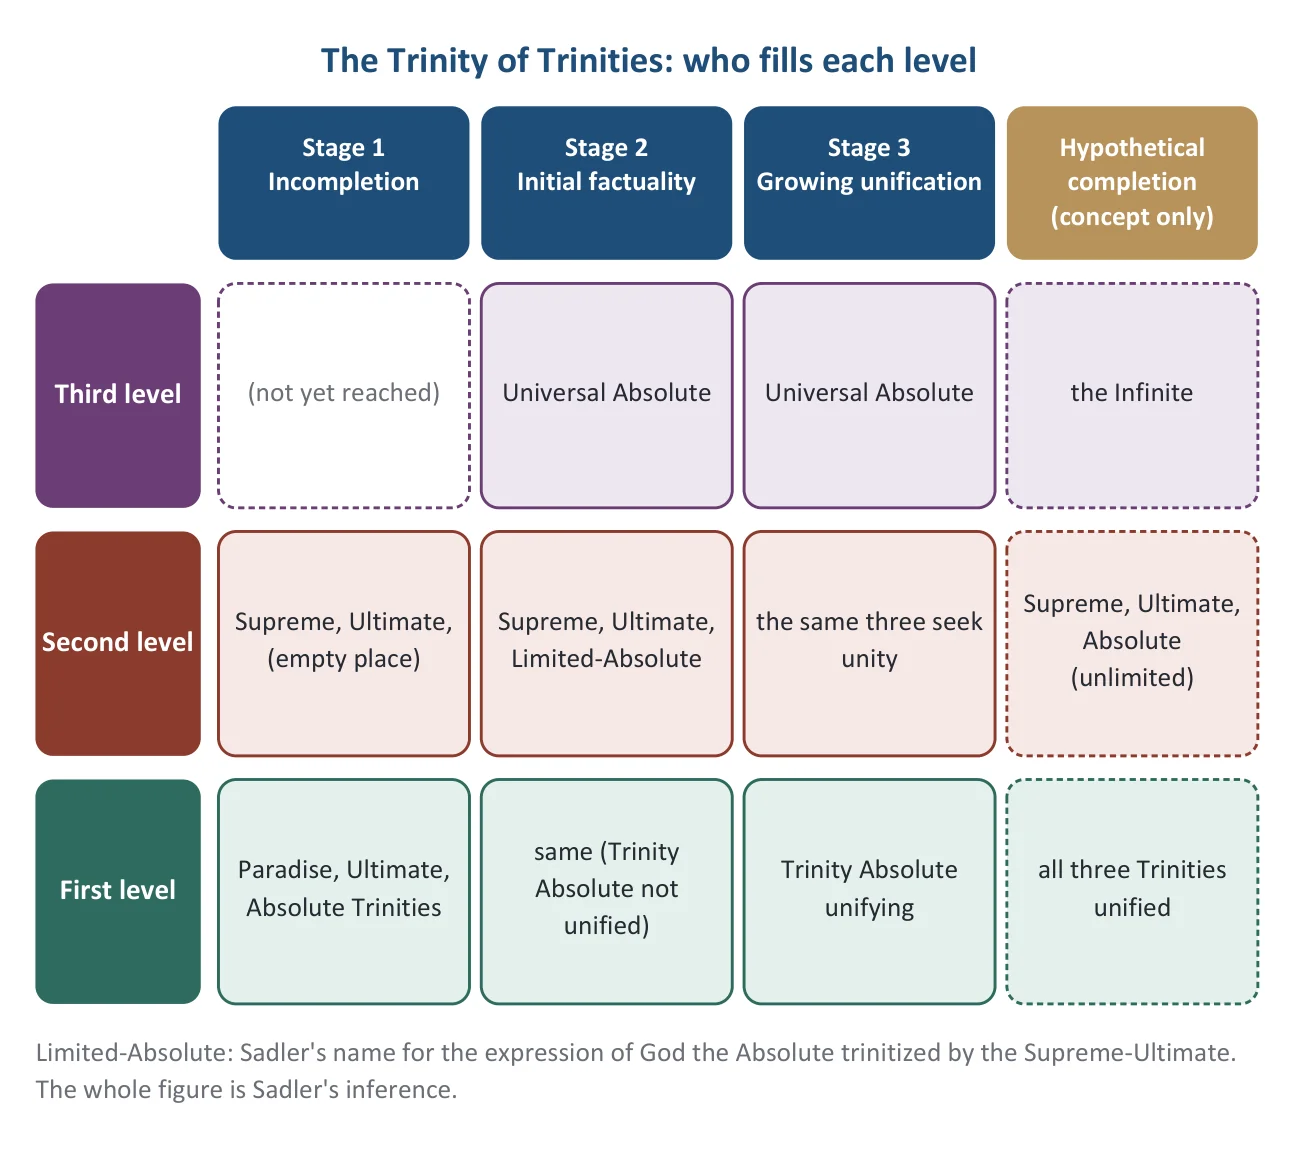 The Trinity of Trinities: who fills each level
Stage 1
Incompletion
Stage 2
Initial factuality
Stage 3
Growing unification
Hypothetical
completion
(concept only)
Third level
(not yet reached)
Universal Absolute
Universal Absolute
the Infinite
Second level
Supreme, Ultimate,
(empty place)
Supreme, Ultimate,
Limited-Absolute
the same three seek
unity
Supreme, Ultimate,
Absolute
(unlimited)
First level
Paradise, Ultimate,
Absolute Trinities
same (Trinity
Absolute not
unified)
Trinity Absolute
unifying
all three Trinities
unified
Limited-Absolute: Sadler's name for the expression of God the Absolute trinitized by the Supreme-Ultimate.
The whole figure is Sadler's inference.